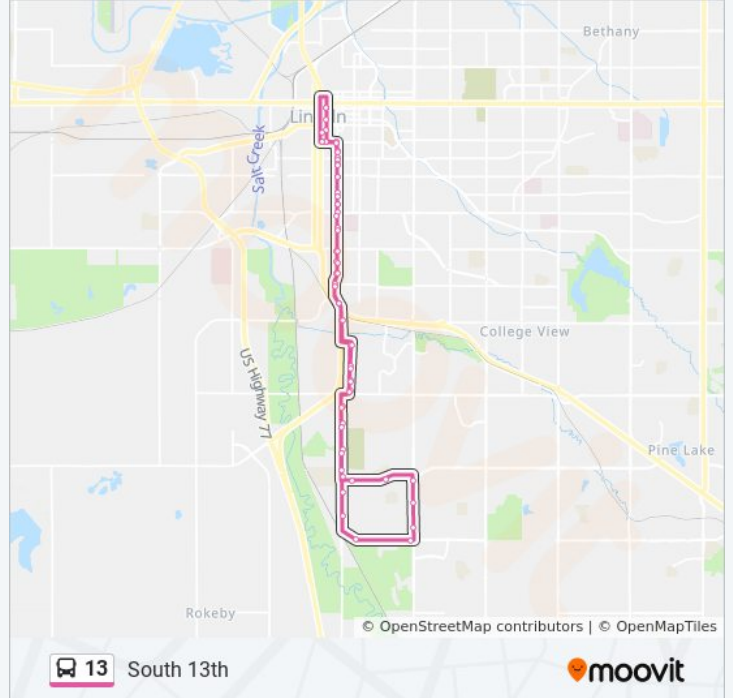 Bethany
Lincoln
Salt Creek
College View
US Highway 77
Pine Lake
Rokeby
© OpenStreetMap contributors | © OpenMapTiles
13 South 13th
moovit